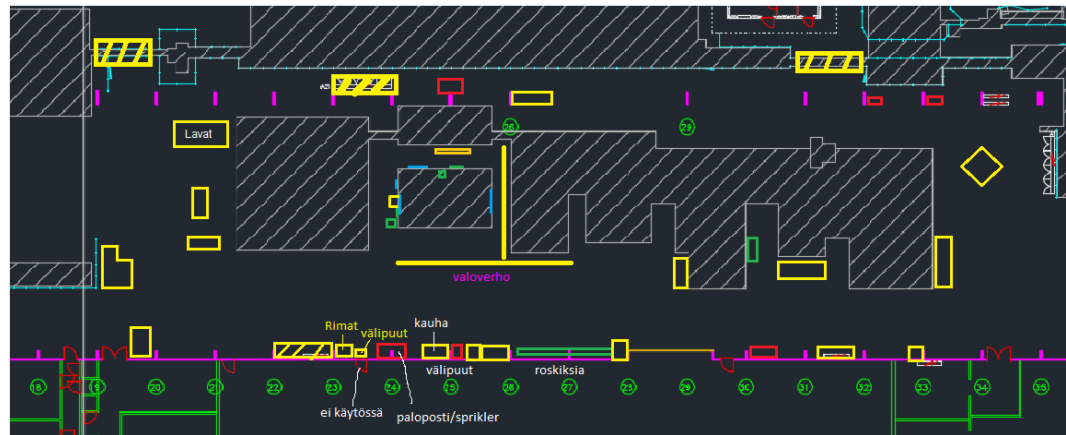 Lavat
28
29
valoverho
Rimat
välipuut
kauha
välipuut
roskiksia
18
19
20
21
22
23
24
25
26
27
28
29
30
31
32
33
34
35
ei käytössä
paloposti/sprikler